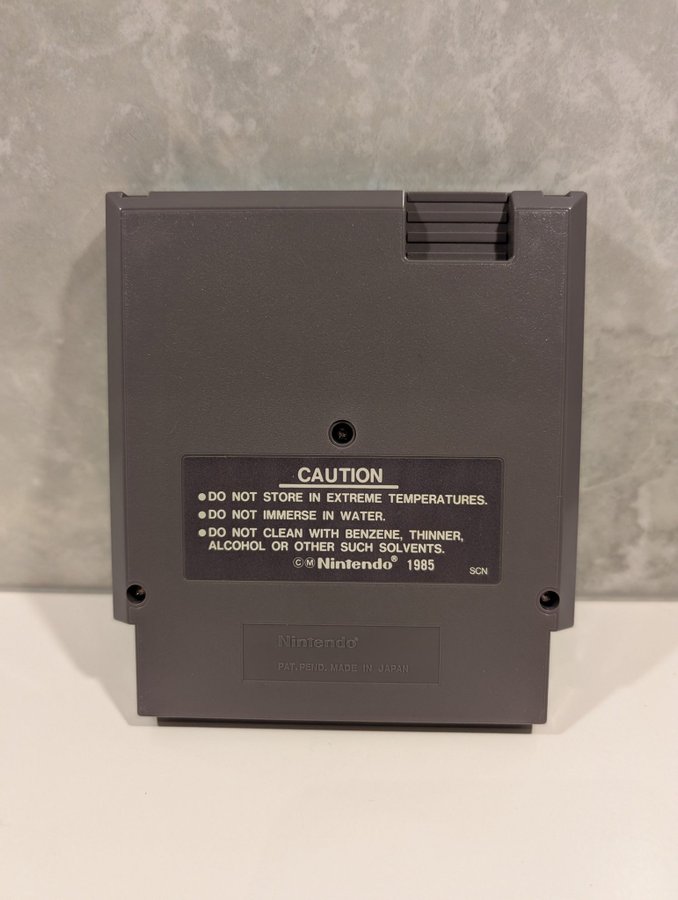 CAUTION
●DO NOT STORE IN EXTREME TEMPERATURES.
●DO NOT IMMERSE IN WATER.
●DO NOT CLEAN WITH BENZENE, THINNER,
ALCOHOL OR OTHER SUCH SOLVENTS.
ⒸⓂNintendo® 1985
SCN
Nintendo®
PAT. PEND. MADE IN JAPAN